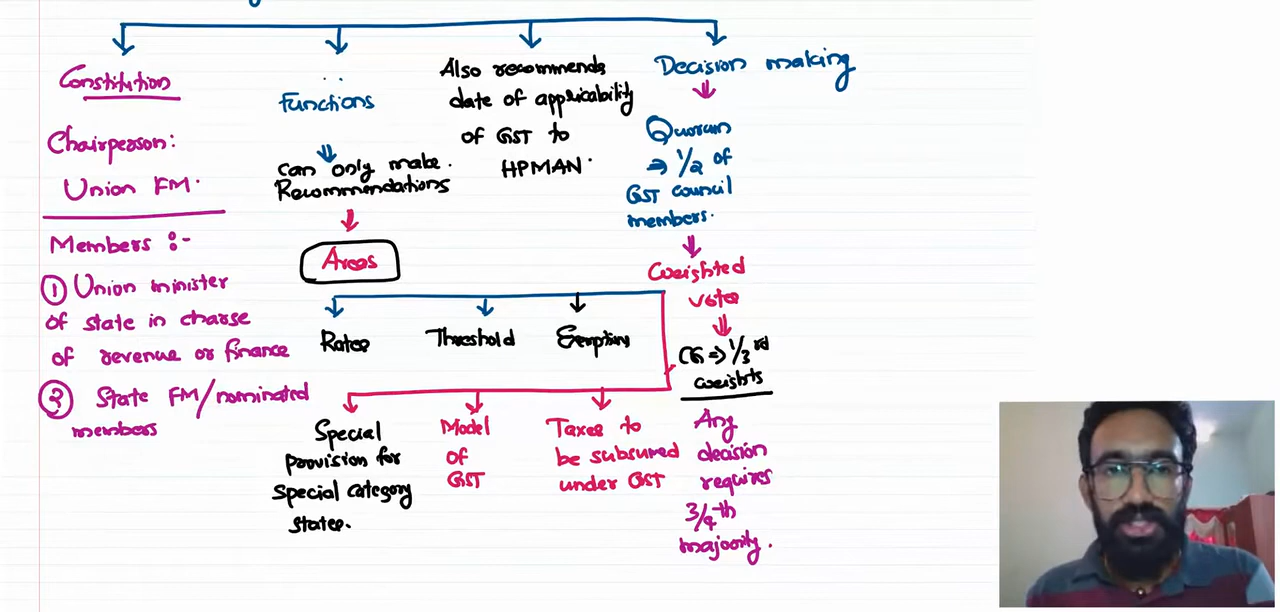 Constitution
Chairperson:
Union FM.
Members :-
① Union minister
of state in charge
of revenue or finance
② State FM/nominated
members
Functions
Can only make.
Recommendations
Areas
Rates
Threshold
Exemption
Special
provision for
special category
states.
Model
of
GST
Taxes to
be subsumed
under GST
Also recommends
date of applicability
of GST to
HPMAN.
Decision making
Quorum
⇒ 1/2 of
GST council
members.
Weighted
vote
CG ⇒ 1/3rd
weights
Any
decision
requires
3/4th
majority.